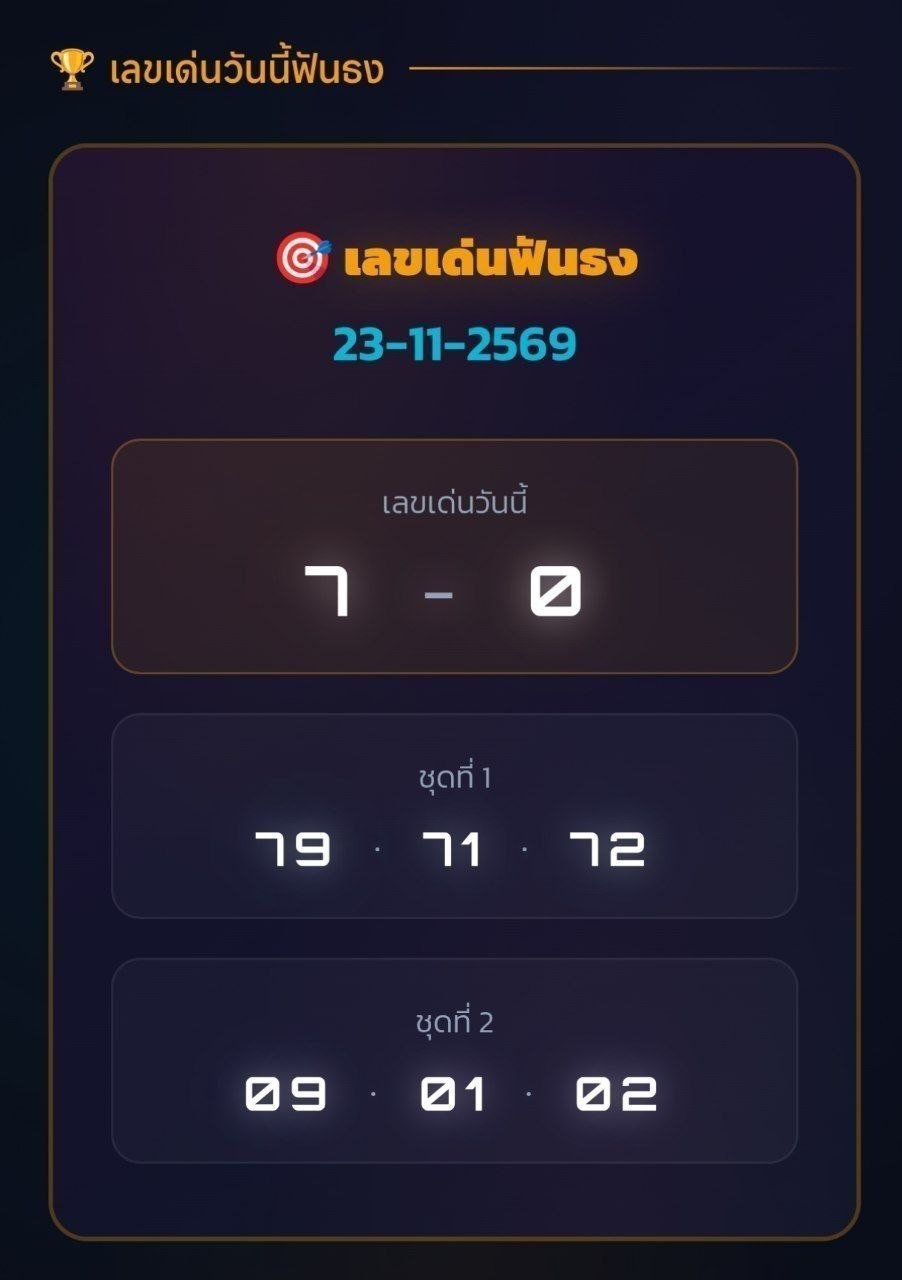 🏆 เลขเด่นวันนี้ฟันธง
🎯 เลขเด่นฟันธง
23-11-2569
เลขเด่นวันนี้
7 - 0
ชุดที่ 1
79 · 71 · 72
ชุดที่ 2
09 · 01 · 02